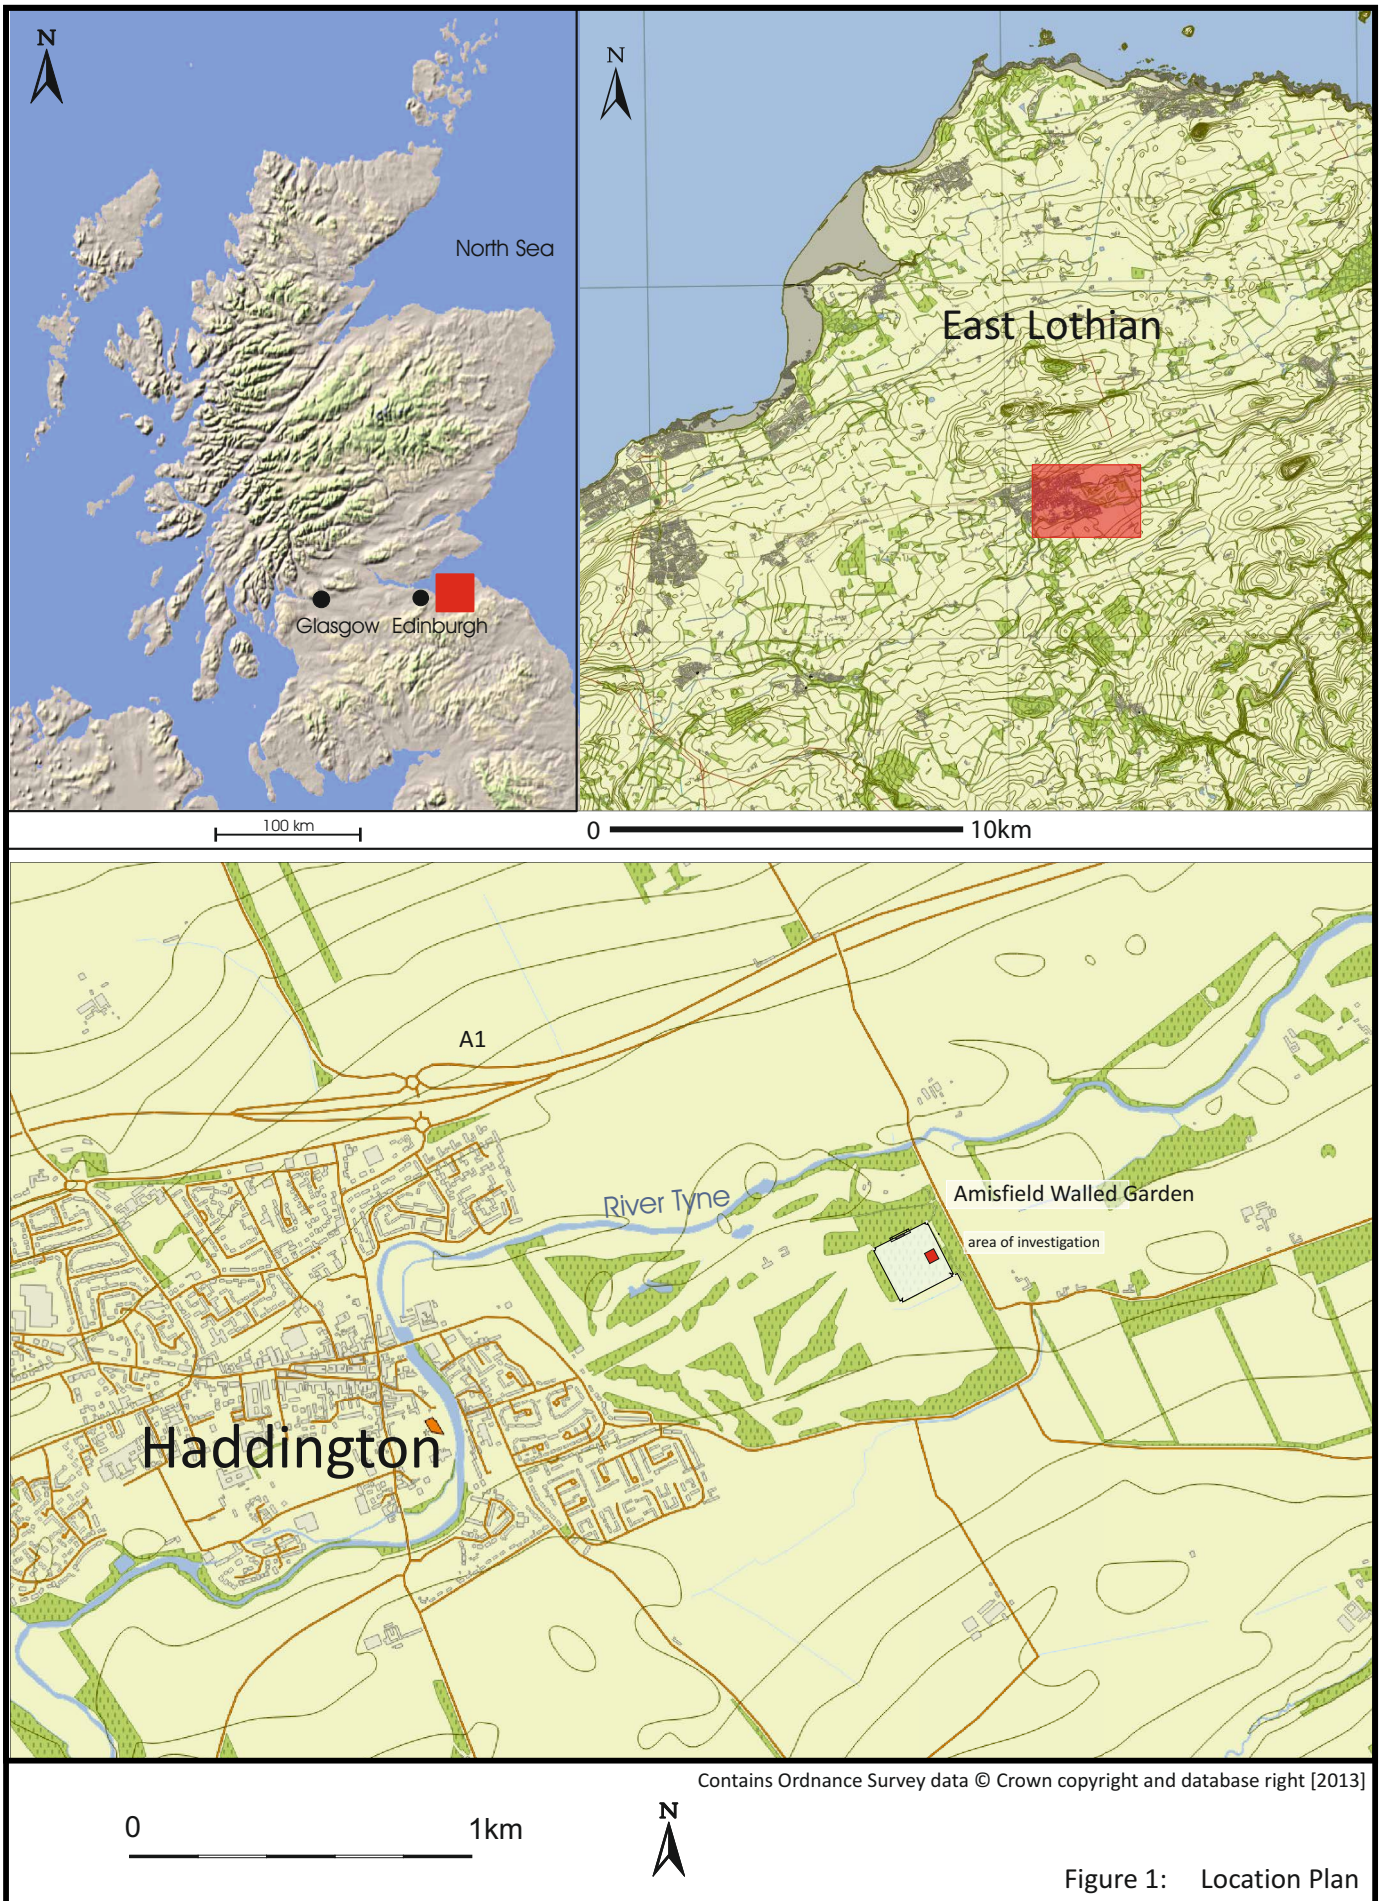 N
North Sea
Glasgow Edinburgh
100 km
N
East Lothian
0 10km
A1
River Tyne
Amisfield Walled Garden
area of investigation
Haddington
Contains Ordnance Survey data © Crown copyright and database right [2013]
0 1km
N
Figure 1: Location Plan